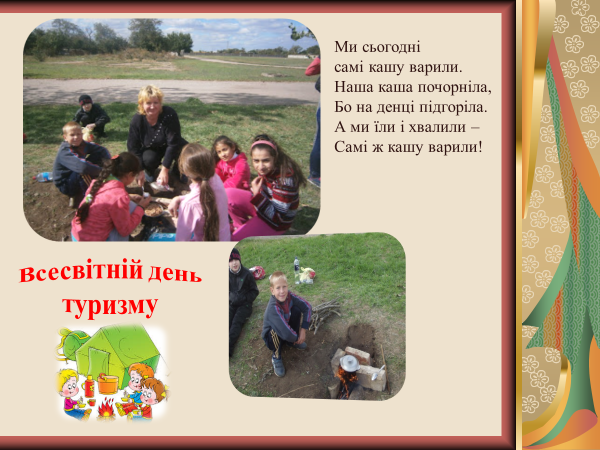 Ми сьогодні
самі кашу варили.
Наша каша почорніла,
Бо на денці підгоріла.
А ми їли і хвалили –
Самі ж кашу варили!
всесвітній день
туризму